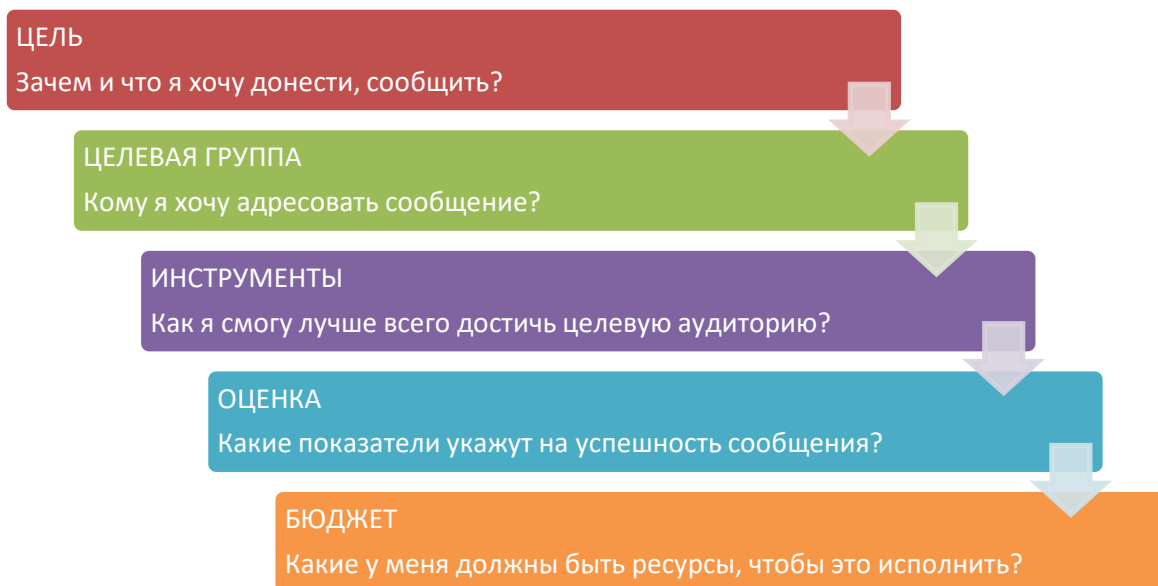 ЦЕЛЬ
Зачем и что я хочу донести, сообщить?
ЦЕЛЕВАЯ ГРУППА
Кому я хочу адресовать сообщение?
ИНСТРУМЕНТЫ
Как я смогу лучше всего достичь целевую аудиторию?
ОЦЕНКА
Какие показатели укажут на успешность сообщения?
БЮДЖЕТ
Какие у меня должны быть ресурсы, чтобы это исполнить?